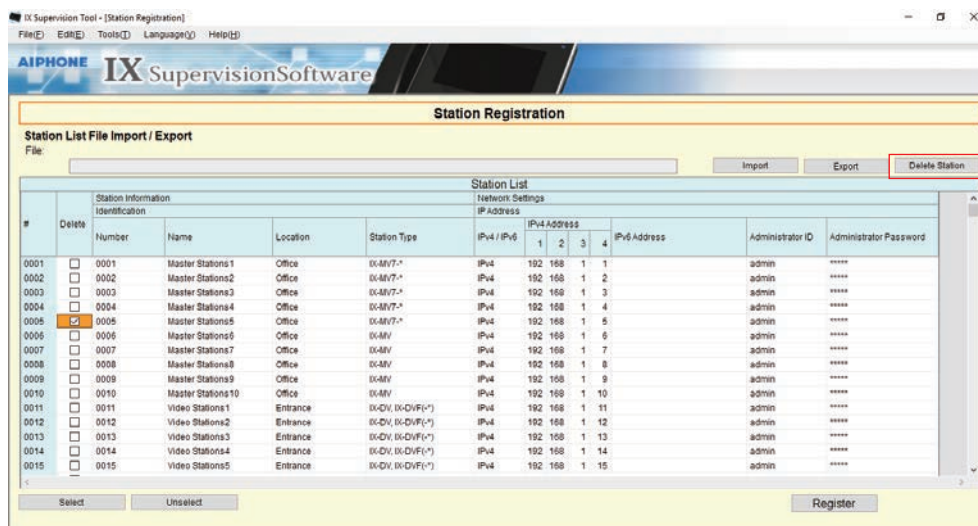 IX Supervision Tool - [Station Registration]
File(F) Edit(E) Tools(T) Language(V) Help(H)
AIPHONE IX SupervisionSoftware
Station Registration
Station List File Import / Export
File:
Import Export Delete Station
Station List
Station Information Network Settings
Identification IP Address
# Delete Number Name Location Station Type IPv4 / IPv6 IPv4 Address IPv6 Address Administrator ID Administrator Password
1 2 3 4
0001 0001 Master Stations1 Office IX-MV7-* IPv4 192 168 1 1 admin *****
0002 0002 Master Stations2 Office IX-MV7-* IPv4 192 168 1 2 admin *****
0003 0003 Master Stations3 Office IX-MV7-* IPv4 192 168 1 3 admin *****
0004 0004 Master Stations4 Office IX-MV7-* IPv4 192 168 1 4 admin *****
0005 0005 Master Stations5 Office IX-MV7-* IPv4 192 168 1 5 admin *****
0006 0006 Master Stations6 Office IX-MV IPv4 192 168 1 6 admin *****
0007 0007 Master Stations7 Office IX-MV IPv4 192 168 1 7 admin *****
0008 0008 Master Stations8 Office IX-MV IPv4 192 168 1 8 admin *****
0009 0009 Master Stations9 Office IX-MV IPv4 192 168 1 9 admin *****
0010 0010 Master Stations10 Office IX-MV IPv4 192 168 1 10 admin *****
0011 0011 Video Stations1 Entrance IX-DV, IX-DVF(-*) IPv4 192 168 1 11 admin *****
0012 0012 Video Stations2 Entrance IX-DV, IX-DVF(-*) IPv4 192 168 1 12 admin *****
0013 0013 Video Stations3 Entrance IX-DV, IX-DVF(-*) IPv4 192 168 1 13 admin *****
0014 0014 Video Stations4 Entrance IX-DV, IX-DVF(-*) IPv4 192 168 1 14 admin *****
0015 0015 Video Stations5 Entrance IX-DV, IX-DVF(-*) IPv4 192 168 1 15 admin *****
Select Unselect Register